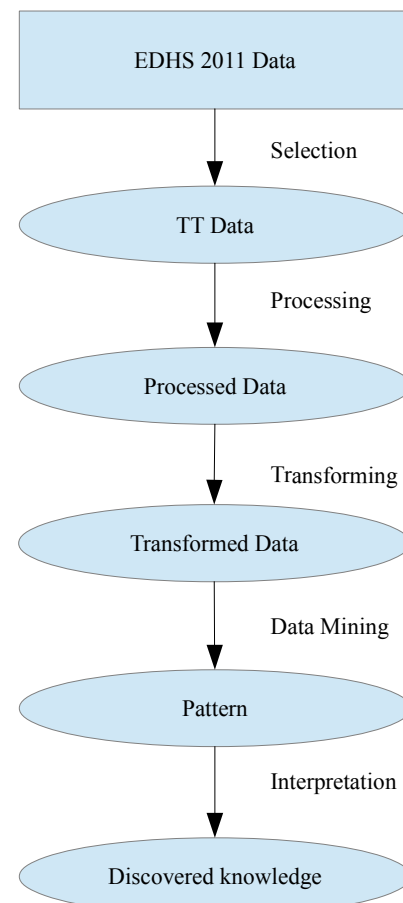 EDHS 2011 Data
Selection
TT Data
Processing
Processed Data
Transforming
Transformed Data
Data Mining
Pattern
Interpretation
Discovered knowledge